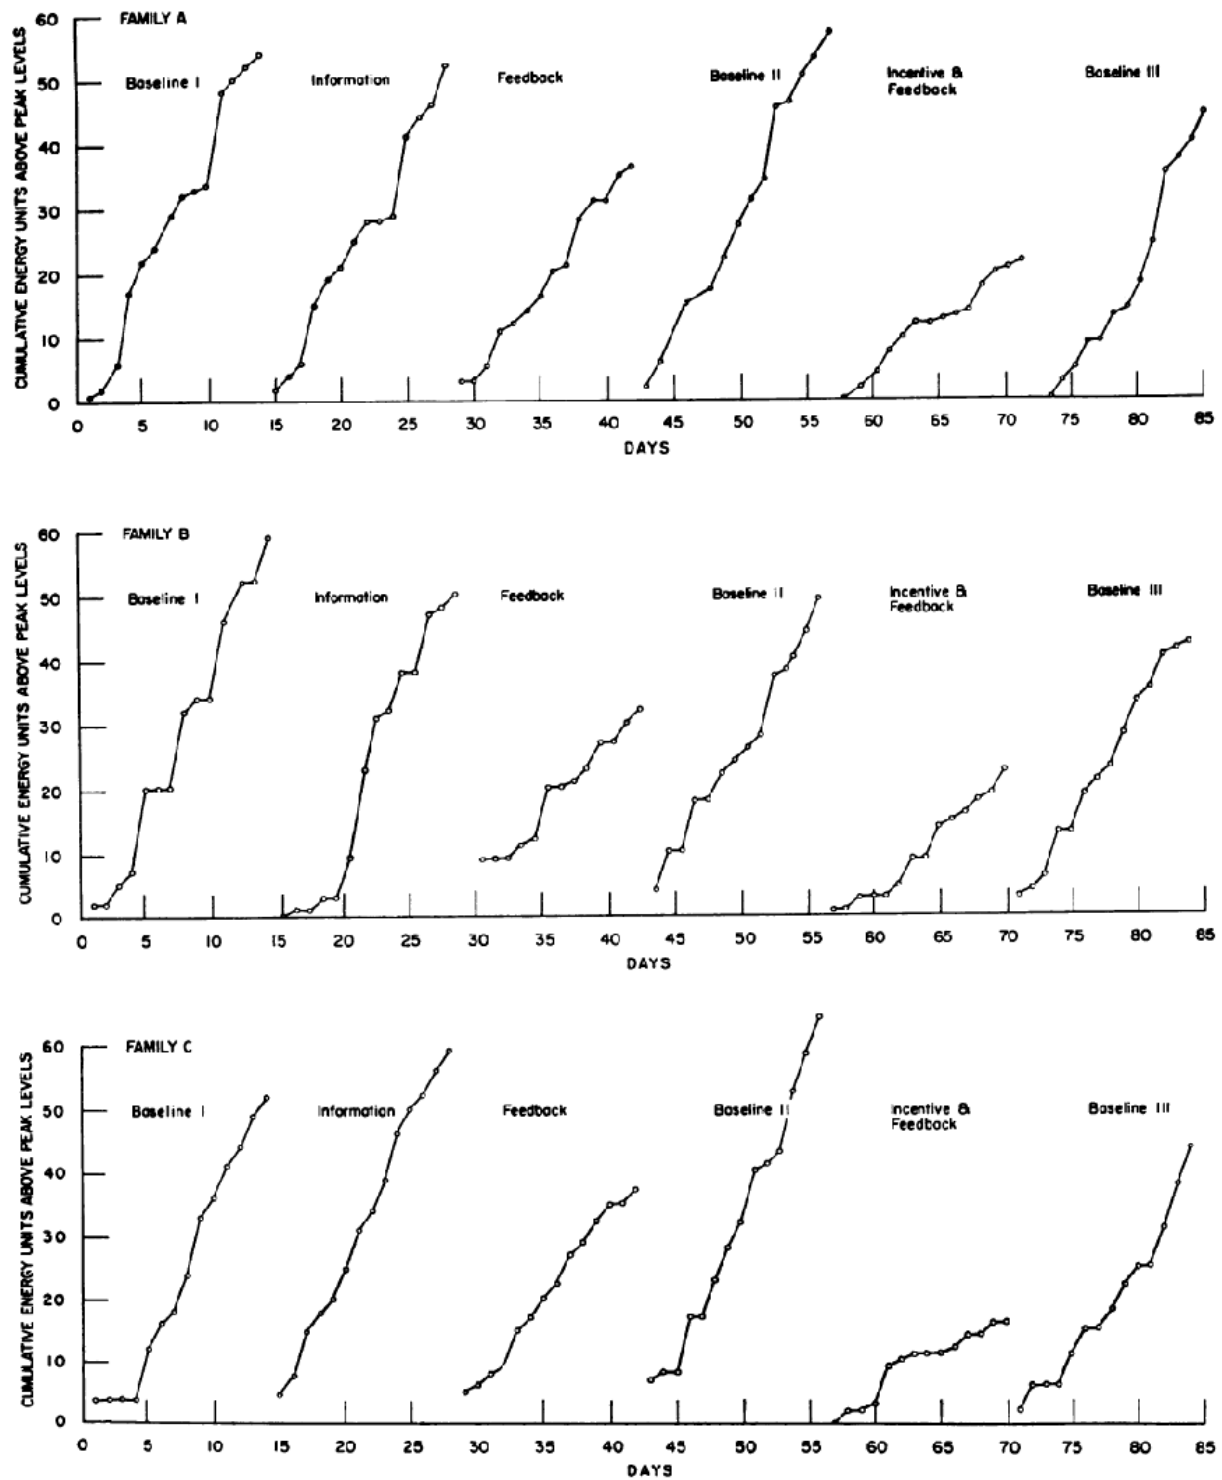 FAMILY A
CUMULATIVE ENERGY UNITS ABOVE PEAK LEVELS
60
50
40
30
20
10
0
Baseline I
Information
Feedback
Baseline II
Incentive &
Feedback
Baseline III
0 5 10 15 20 25 30 35 40 45 50 55 60 65 70 75 80 85
DAYS
FAMILY B
CUMULATIVE ENERGY UNITS ABOVE PEAK LEVELS
60
50
40
30
20
10
0
Baseline I
Information
Feedback
Baseline II
Incentive &
Feedback
Baseline III
0 5 10 15 20 25 30 35 40 45 50 55 60 65 70 75 80 85
DAYS
FAMILY C
CUMULATIVE ENERGY UNITS ABOVE PEAK LEVELS
60
50
40
30
20
10
0
Baseline I
Information
Feedback
Baseline II
Incentive &
Feedback
Baseline III
0 5 10 15 20 25 30 35 40 45 50 55 60 65 70 75 80 85
DAYS